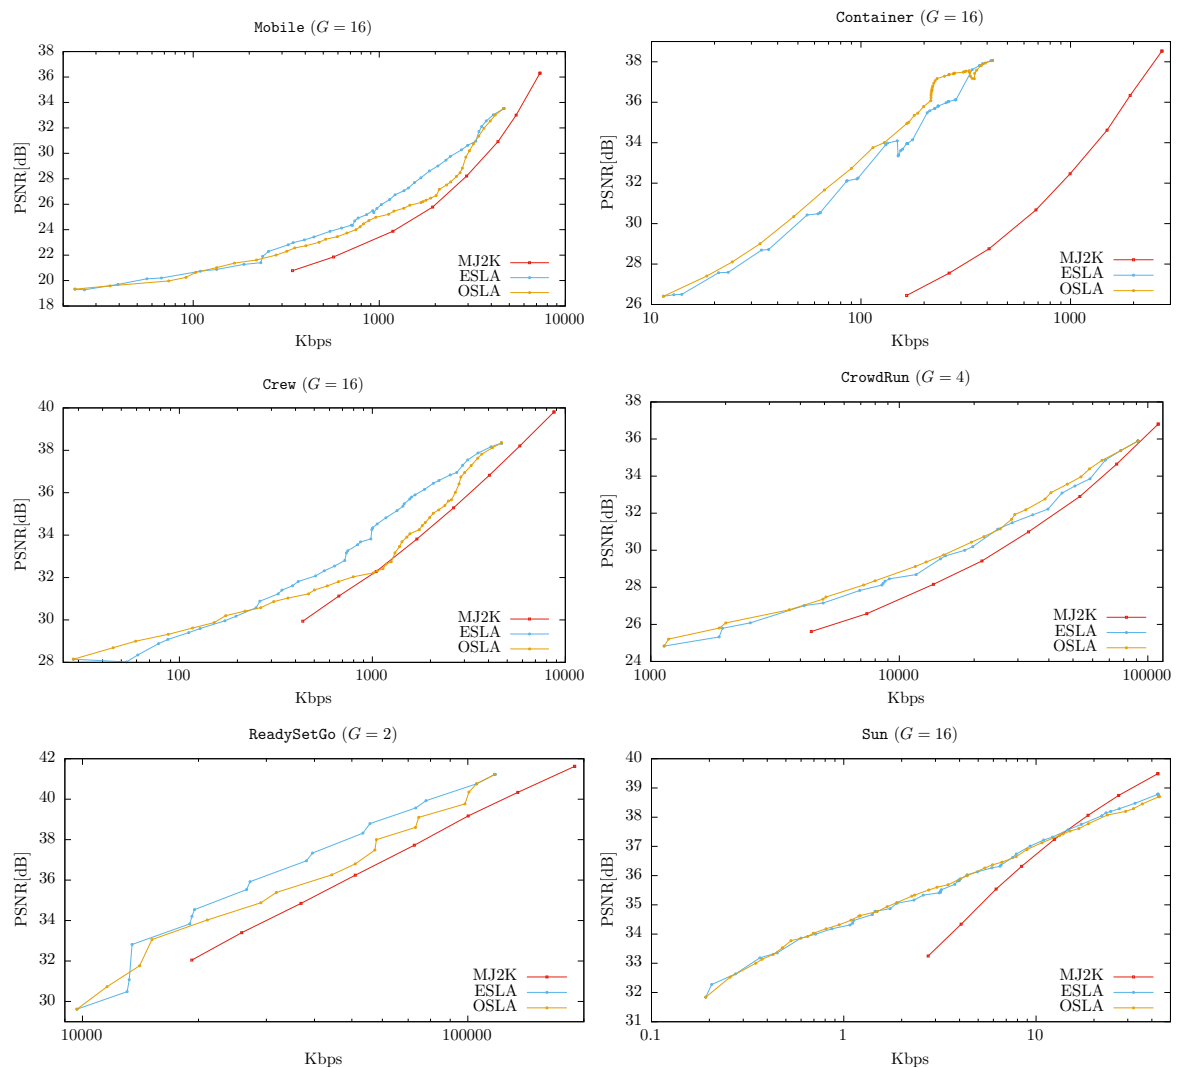 Mobile (G = 16)
PSNR[dB]
38
36
34
32
30
28
26
24
22
20
18
100
1000
10000
Kbps
MJ2K
ESLA
OSLA
Container (G = 16)
PSNR[dB]
38
36
34
32
30
28
26
10
100
1000
Kbps
MJ2K
ESLA
OSLA
Crew (G = 16)
PSNR[dB]
40
38
36
34
32
30
28
100
1000
10000
Kbps
MJ2K
ESLA
OSLA
CrowdRun (G = 4)
PSNR[dB]
38
36
34
32
30
28
26
24
1000
10000
100000
Kbps
MJ2K
ESLA
OSLA
ReadySetGo (G = 2)
PSNR[dB]
42
40
38
36
34
32
30
10000
100000
Kbps
MJ2K
ESLA
OSLA
Sun (G = 16)
PSNR[dB]
40
39
38
37
36
35
34
33
32
31
0.1
1
10
Kbps
MJ2K
ESLA
OSLA